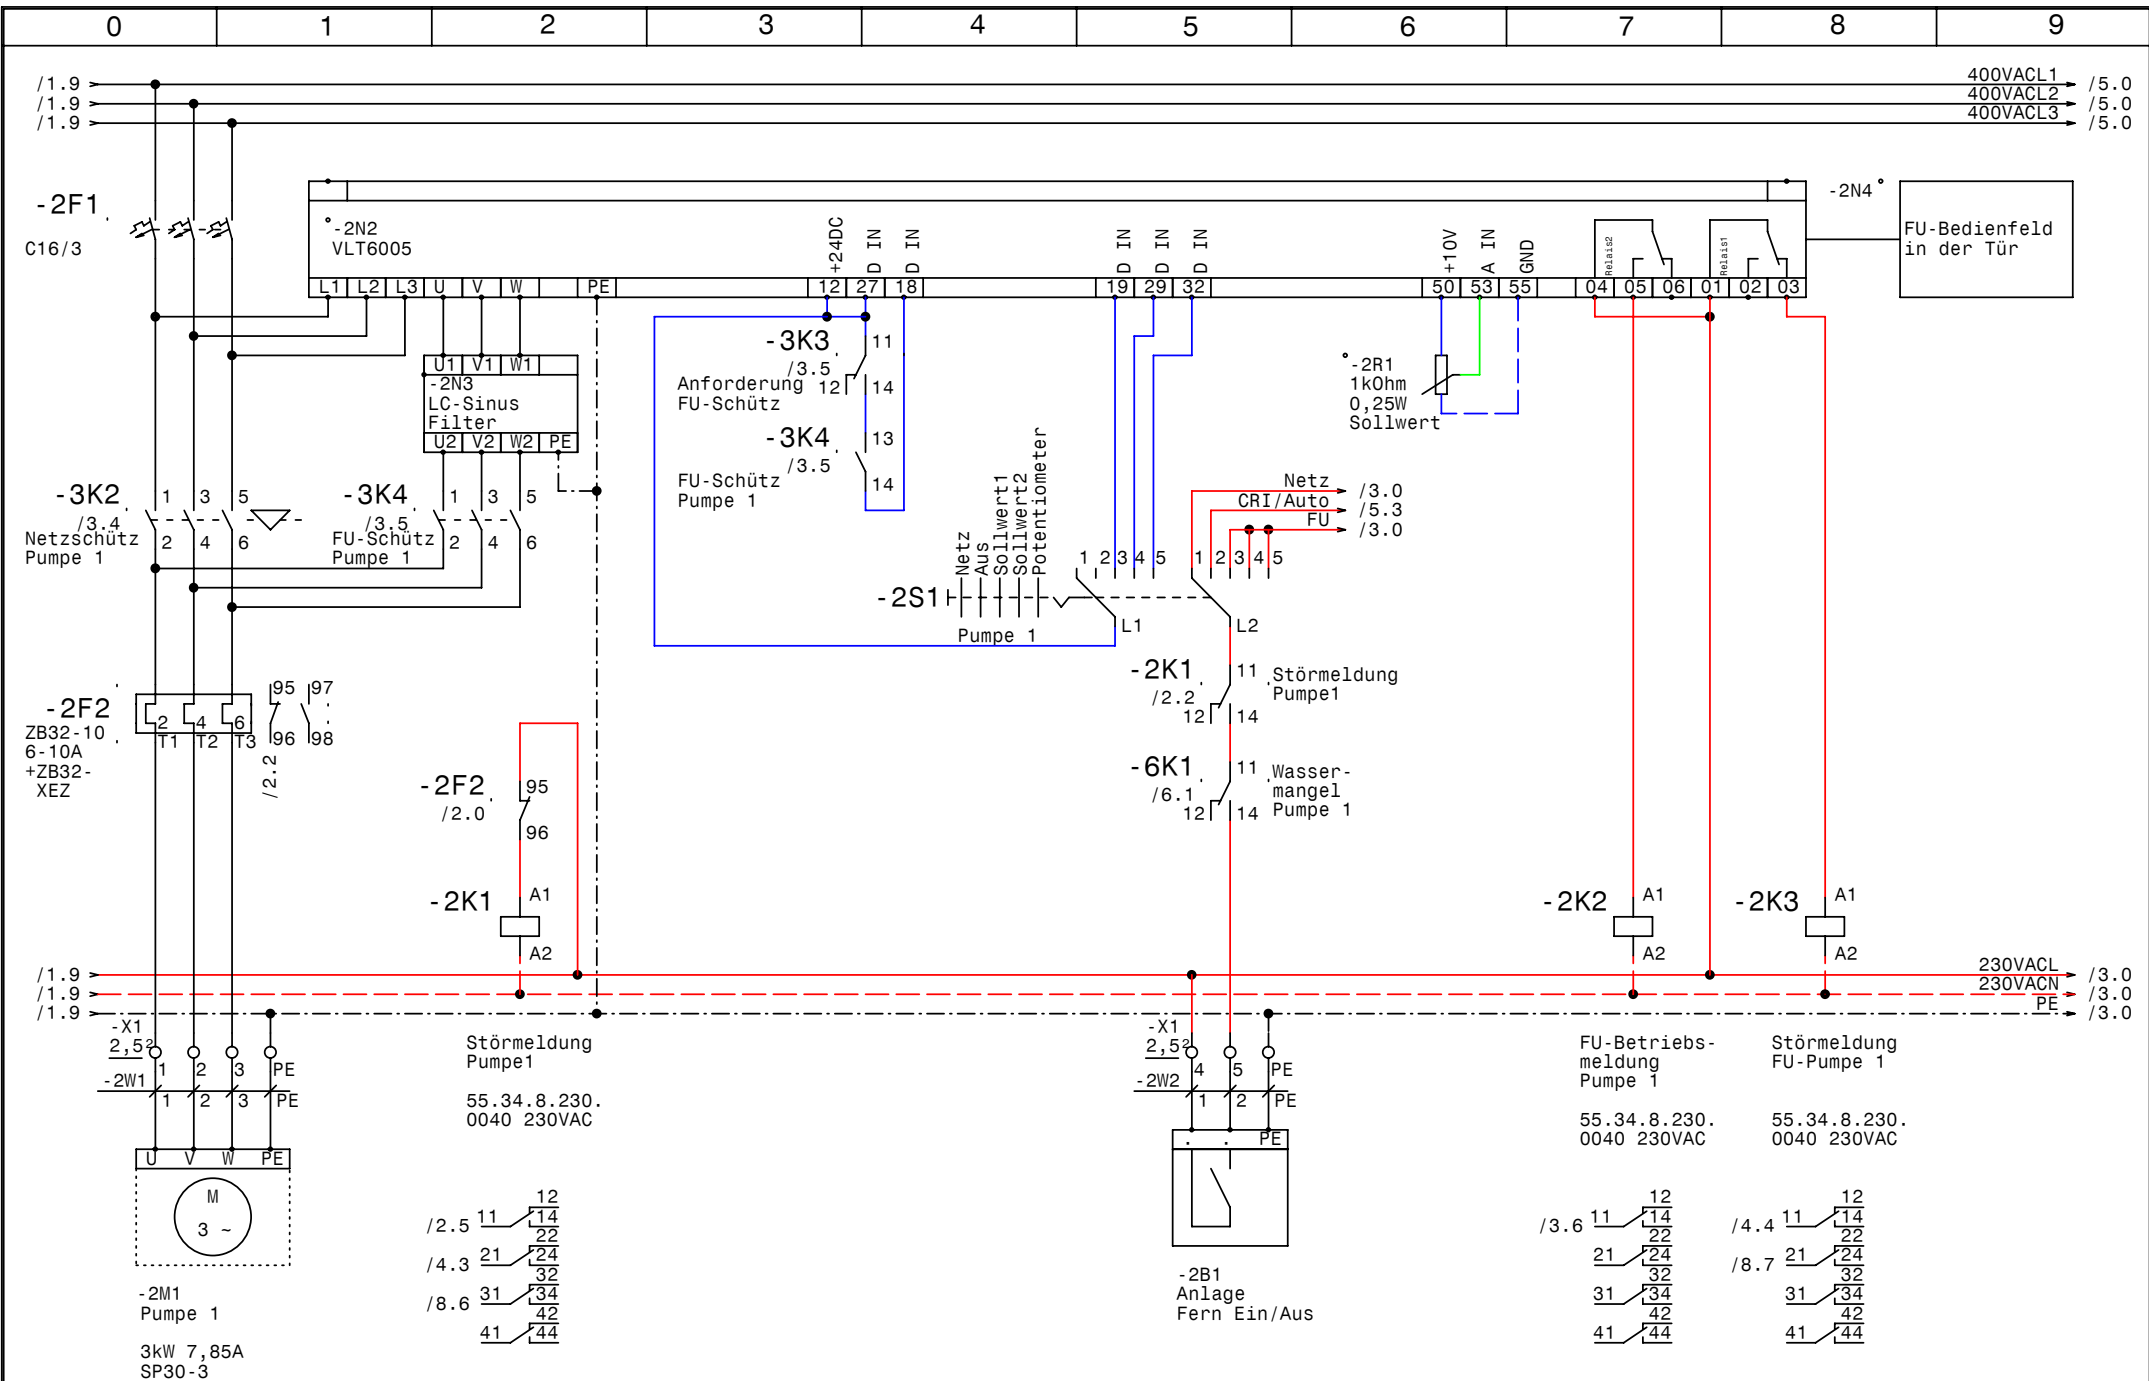 0 1 2 3 4 5 6 7 8 9
/1.9 400VACL1 /5.0
/1.9 400VACL2 /5.0
/1.9 400VACL3 /5.0
-2F1
C16/3
-2N2
VLT6005
+24DC
D IN
D IN
D IN
D IN
D IN
+10V
A IN
GND
Relais2
Relais1
-2N4
FU-Bedienfeld
in der Tür
L1 L2 L3 U V W PE 12 27 18 19 29 32 50 53 55 04 05 06 01 02 03
U1 V1 W1
-2N3
LC-Sinus
Filter
U2 V2 W2 PE
-3K3
/3.5
Anforderung
FU-Schütz
11
12 14
-3K4
/3.5
FU-Schütz
Pumpe 1
13
14
-2R1
1kOhm
0,25W
Sollwert
-3K2
/3.4
Netzschütz
Pumpe 1
1 3 5
2 4 6
-3K4
/3.5
FU-Schütz
Pumpe 1
1 3 5
2 4 6
Netz /3.0
CRI/Auto /5.3
FU /3.0
Netz
Aus
Sollwert1
Sollwert2
Potentiometer
-2S1
Pumpe 1
1 2 3 4 5
L1
1 2 3 4 5
L2
-2K1
/2.2
11
12 14
Störmeldung
Pumpe1
-6K1
/6.1
11
12 14
Wasser-
mangel
Pumpe 1
-2F2
ZB32-10
6-10A
+ZB32-
XEZ
2 4 6
T1 T2 T3
95 97
96 98
/2.2
-2F2
/2.0
95
96
-2K1
A1
A2
-2K2
A1
A2
-2K3
A1
A2
/1.9 230VACL /3.0
/1.9 230VACN /3.0
/1.9 PE /3.0
-X1
2,5²
1 2 3 PE
-2W1
1 2 3 PE
U V W PE
M
3 ~
-2M1
Pumpe 1
3kW 7,85A
SP30-3
Störmeldung
Pumpe1
55.34.8.230.
0040 230VAC
12
/2.5 11 14
22
/4.3 21 24
32
/8.6 31 34
42
41 44
-X1
2,5²
4 5 PE
-2W2
1 2 PE
. . PE
-2B1
Anlage
Fern Ein/Aus
FU-Betriebs-
meldung
Pumpe 1
55.34.8.230.
0040 230VAC
12
/3.6 11 14
22
21 24
32
31 34
42
41 44
Störmeldung
FU-Pumpe 1
55.34.8.230.
0040 230VAC
12
/4.4 11 14
22
/8.7 21 24
32
31 34
42
41 44